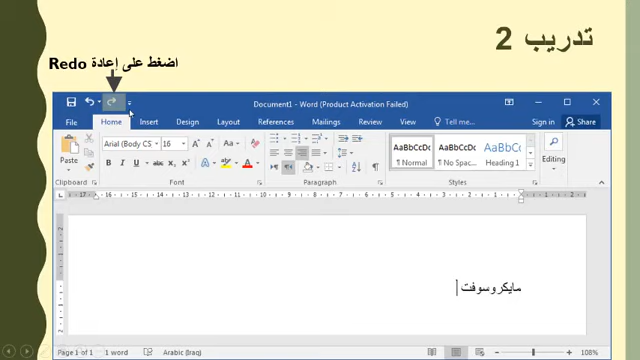 تدريب 2
اضغط على إعادة Redo
Document1 - Word (Product Activation Failed)
File Home Insert Design Layout References Mailings Review View Tell me... Sign in Share
Paste
Arial (Body CS) 16 Aa
B I U abc
AaBbCcDc AaBbCcDc AaBbCc
¶ Normal ¶ No Spac... Heading 1
Editing
Clipboard Font Paragraph Styles
مايكروسوفت
Page 1 of 1 1 word Arabic (Iraq) 108%